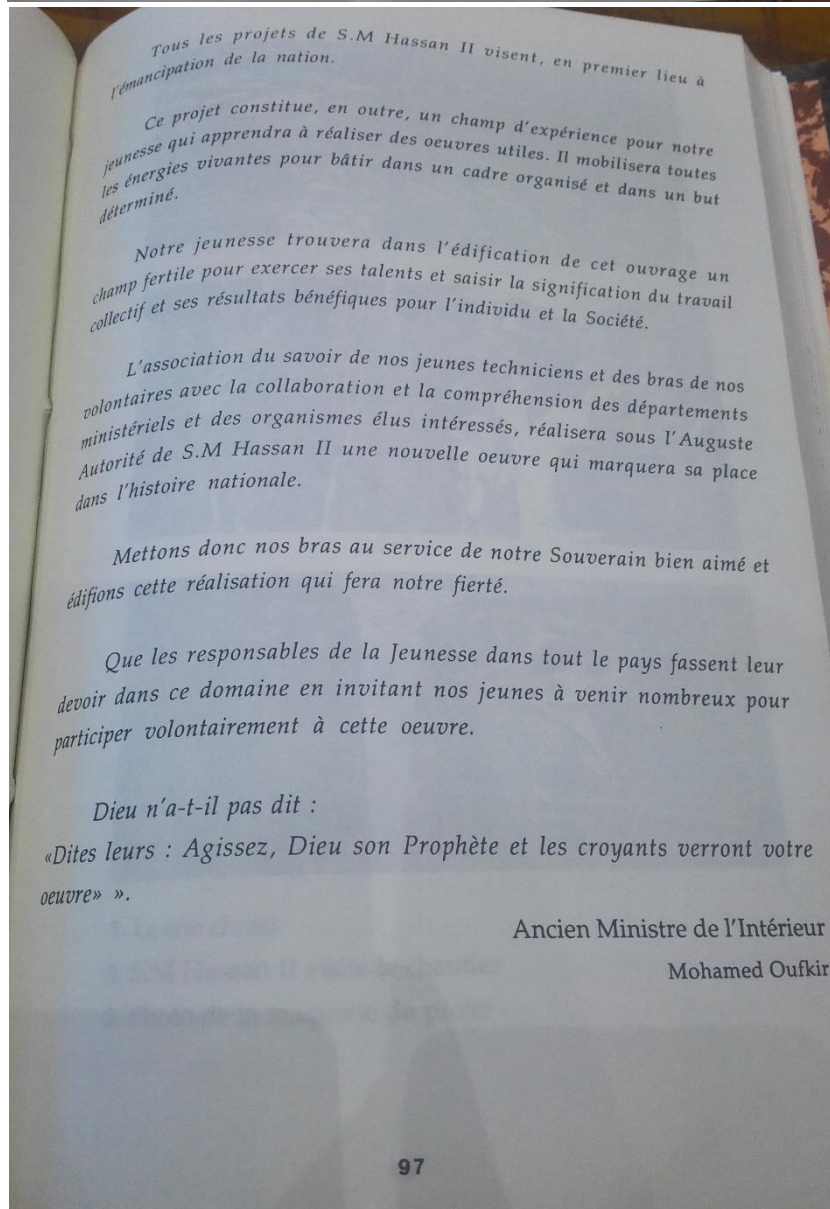 Tous les projets de S.M Hassan II visent, en premier lieu à
l'émancipation de la nation.
Ce projet constitue, en outre, un champ d'expérience pour notre
jeunesse qui apprendra à réaliser des oeuvres utiles. Il mobilisera toutes
les énergies vivantes pour bâtir dans un cadre organisé et dans un but
déterminé.
Notre jeunesse trouvera dans l'édification de cet ouvrage un
champ fertile pour exercer ses talents et saisir la signification du travail
collectif et ses résultats bénéfiques pour l'individu et la Société.
L'association du savoir de nos jeunes techniciens et des bras de nos
volontaires avec la collaboration et la compréhension des départements
ministériels et des organismes élus intéressés, réalisera sous l'Auguste
Autorité de S.M Hassan II une nouvelle oeuvre qui marquera sa place
dans l'histoire nationale.
Mettons donc nos bras au service de notre Souverain bien aimé et
édifions cette réalisation qui fera notre fierté.
Que les responsables de la Jeunesse dans tout le pays fassent leur
devoir dans ce domaine en invitant nos jeunes à venir nombreux pour
participer volontairement à cette oeuvre.
Dieu n'a-t-il pas dit :
«Dites leurs : Agissez, Dieu son Prophète et les croyants verront votre
oeuvre» ».
Ancien Ministre de l'Intérieur
Mohamed Oufkir
97